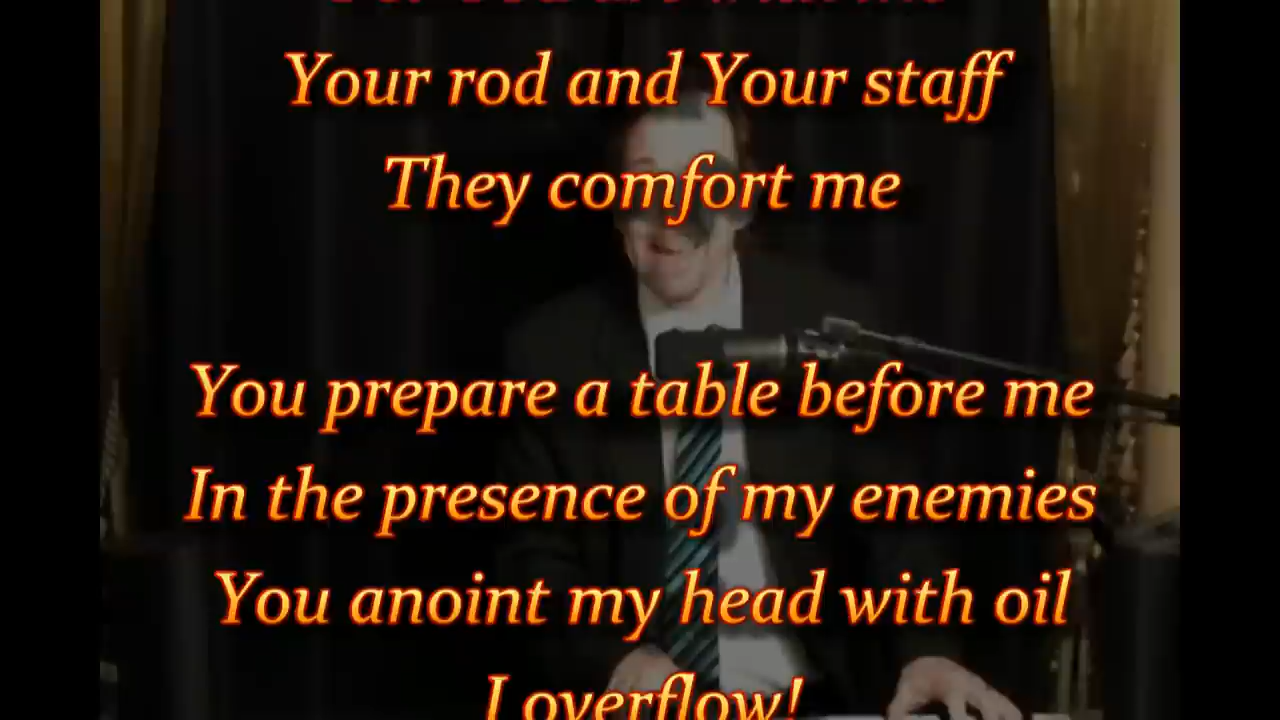 Your rod and Your staff
They comfort me
You prepare a table before me
In the presence of my enemies
You anoint my head with oil
I overflow!